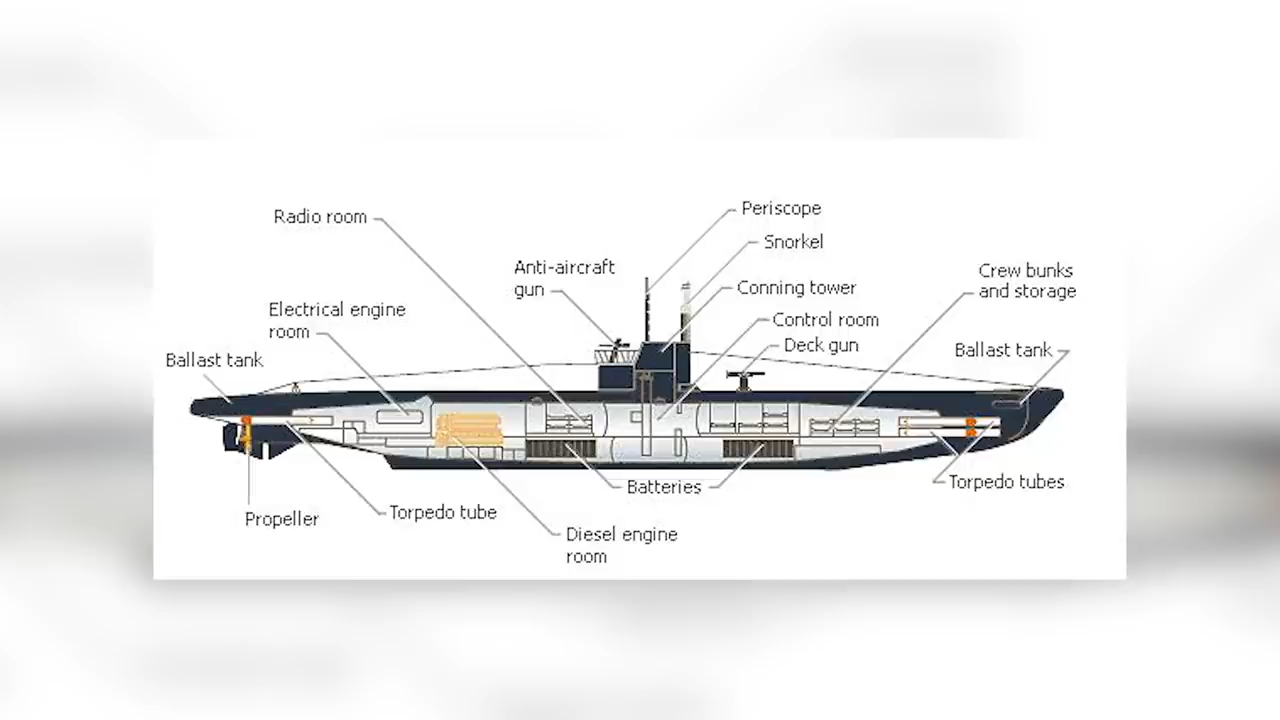 Periscope
Radio room
Snorkel
Anti-aircraft
gun
Crew bunks
and storage
Conning tower
Electrical engine
room
Control room
Deck gun
Ballast tank
Ballast tank
Batteries
Torpedo tubes
Propeller
Torpedo tube
Diesel engine
room